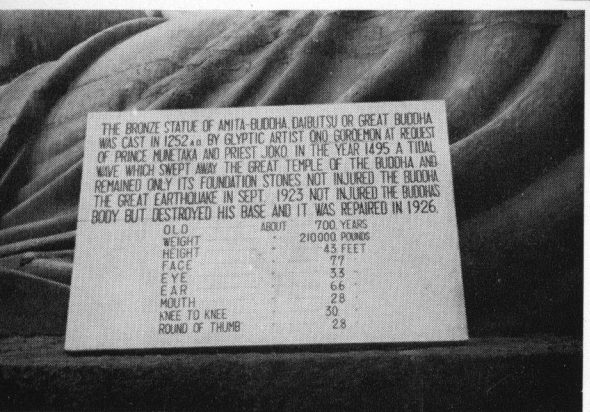 THE BRONZE STATUE OF AMITA-BUDDHA, DAIBUTSU OR GREAT BUDDHA
WAS CAST IN 1252 A.D. BY GLYPTIC ARTIST ONO GOROEMON AT REQUEST
OF PRINCE MUNETAKA AND PRIEST JOKO. IN THE YEAR 1495 A TIDAL
WAVE WHICH SWEPT AWAY THE GREAT TEMPLE OF THE BUDDHA AND
REMAINED ONLY ITS FOUNDATION STONES NOT INJURED THE BUDDHA.
THE GREAT EARTHQUAKE IN SEPT. 1923 NOT INJURED THE BUDDHAS
BODY BUT DESTROYED HIS BASE AND IT WAS REPAIRED IN 1926.
OLD ABOUT 700 YEARS
WEIGHT " 210000 POUNDS
HEIGHT " 43 FEET
FACE " 7.7 "
EYE " 3.3 "
EAR " 6.6 "
MOUTH " 2.8 "
KNEE TO KNEE " 30 "
ROUND OF THUMB " 2.8 "